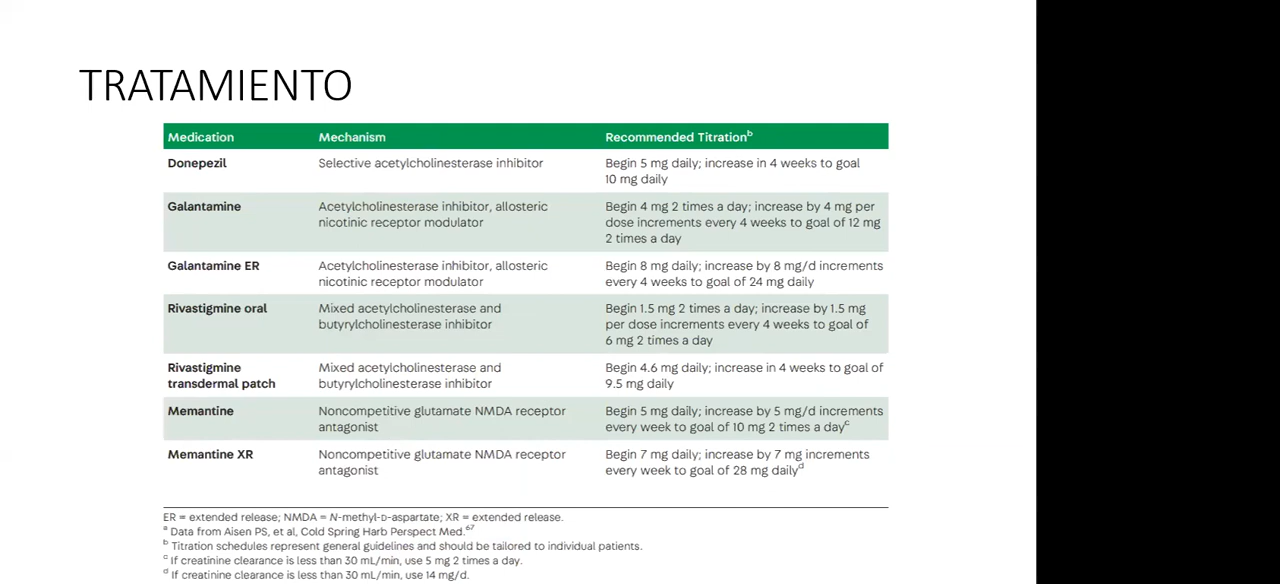 TRATAMIENTO
Medication Mechanism Recommended Titrationᵇ
Donepezil Selective acetylcholinesterase inhibitor Begin 5 mg daily; increase in 4 weeks to goal
10 mg daily
Galantamine Acetylcholinesterase inhibitor, allosteric Begin 4 mg 2 times a day; increase by 4 mg per
nicotinic receptor modulator dose increments every 4 weeks to goal of 12 mg
2 times a day
Galantamine ER Acetylcholinesterase inhibitor, allosteric Begin 8 mg daily; increase by 8 mg/d increments
nicotinic receptor modulator every 4 weeks to goal of 24 mg daily
Rivastigmine oral Mixed acetylcholinesterase and Begin 1.5 mg 2 times a day; increase by 1.5 mg
butyrylcholinesterase inhibitor per dose increments every 4 weeks to goal of
6 mg 2 times a day
Rivastigmine Mixed acetylcholinesterase and Begin 4.6 mg daily; increase in 4 weeks to goal of
transdermal patch butyrylcholinesterase inhibitor 9.5 mg daily
Memantine Noncompetitive glutamate NMDA receptor Begin 5 mg daily; increase by 5 mg/d increments
antagonist every week to goal of 10 mg 2 times a dayᶜ
Memantine XR Noncompetitive glutamate NMDA receptor Begin 7 mg daily; increase by 7 mg increments
antagonist every week to goal of 28 mg dailyᵈ
ER = extended release; NMDA = N-methyl-D-aspartate; XR = extended release.
ᵃ Data from Aisen PS, et al, Cold Spring Harb Perspect Med.⁶⁷
ᵇ Titration schedules represent general guidelines and should be tailored to individual patients.
ᶜ If creatinine clearance is less than 30 mL/min, use 5 mg 2 times a day.
ᵈ If creatinine clearance is less than 30 mL/min, use 14 mg/d.